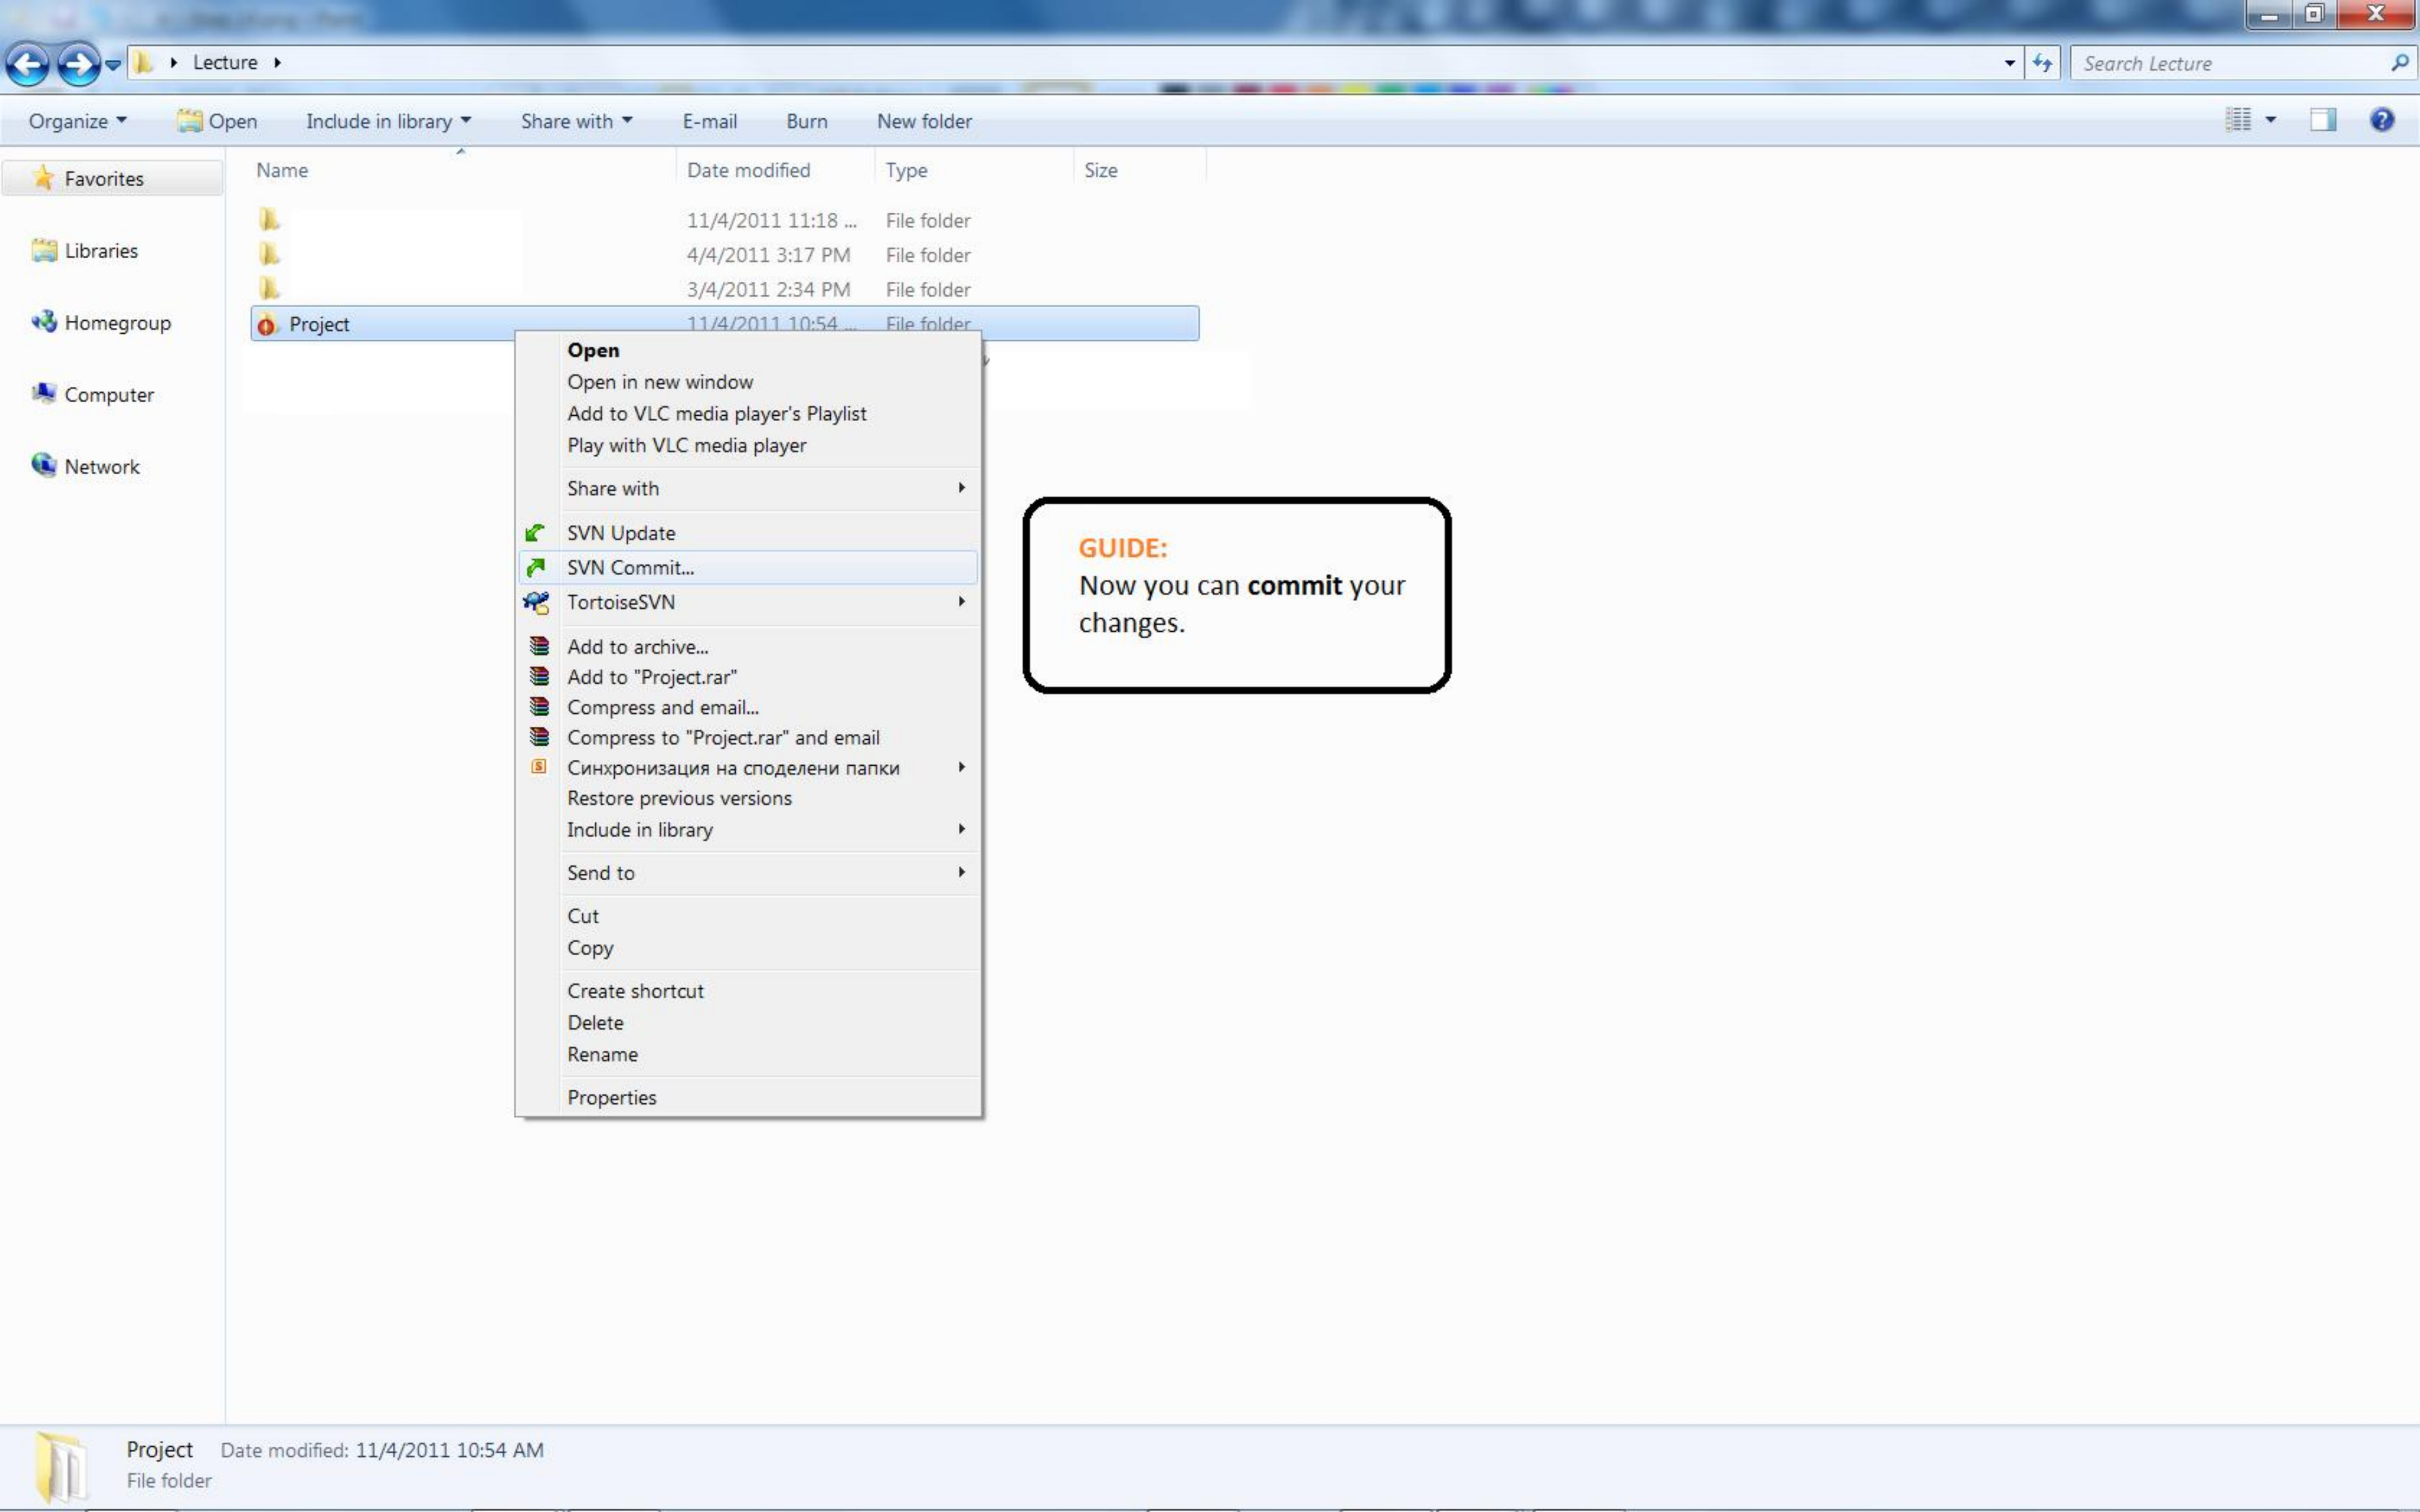 Lecture
Search Lecture
Organize Open Include in library Share with E-mail Burn New folder
Name Date modified Type Size
Favorites
Libraries
Homegroup
Computer
Network
11/4/2011 11:18 ... File folder
4/4/2011 3:17 PM File folder
3/4/2011 2:34 PM File folder
Project 11/4/2011 10:54 ... File folder
Open
Open in new window
Add to VLC media player's Playlist
Play with VLC media player
Share with
SVN Update
SVN Commit...
TortoiseSVN
Add to archive...
Add to "Project.rar"
Compress and email...
Compress to "Project.rar" and email
Синхронизация на споделени папки
Restore previous versions
Include in library
Send to
Cut
Copy
Create shortcut
Delete
Rename
Properties
GUIDE:
Now you can commit your
changes.
Project Date modified: 11/4/2011 10:54 AM
File folder